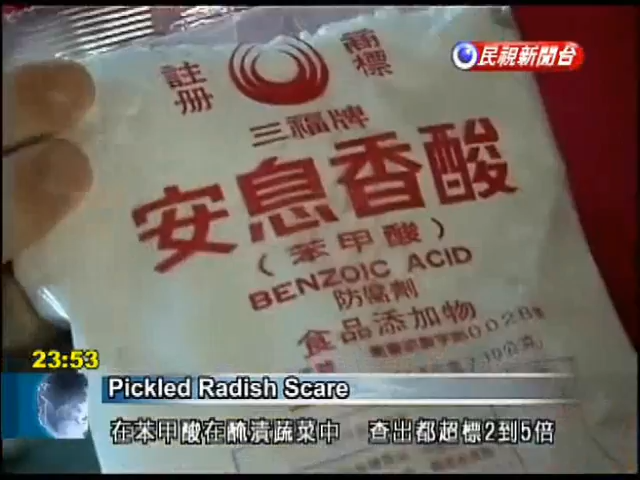 民視新聞台
註冊
商標
三福牌
安息香酸
(苯甲酸)
BENZOIC ACID
防腐劑
食品添加物
23:53
Pickled Radish Scare
在苯甲酸在醃漬蔬菜中 查出都超標2到5倍